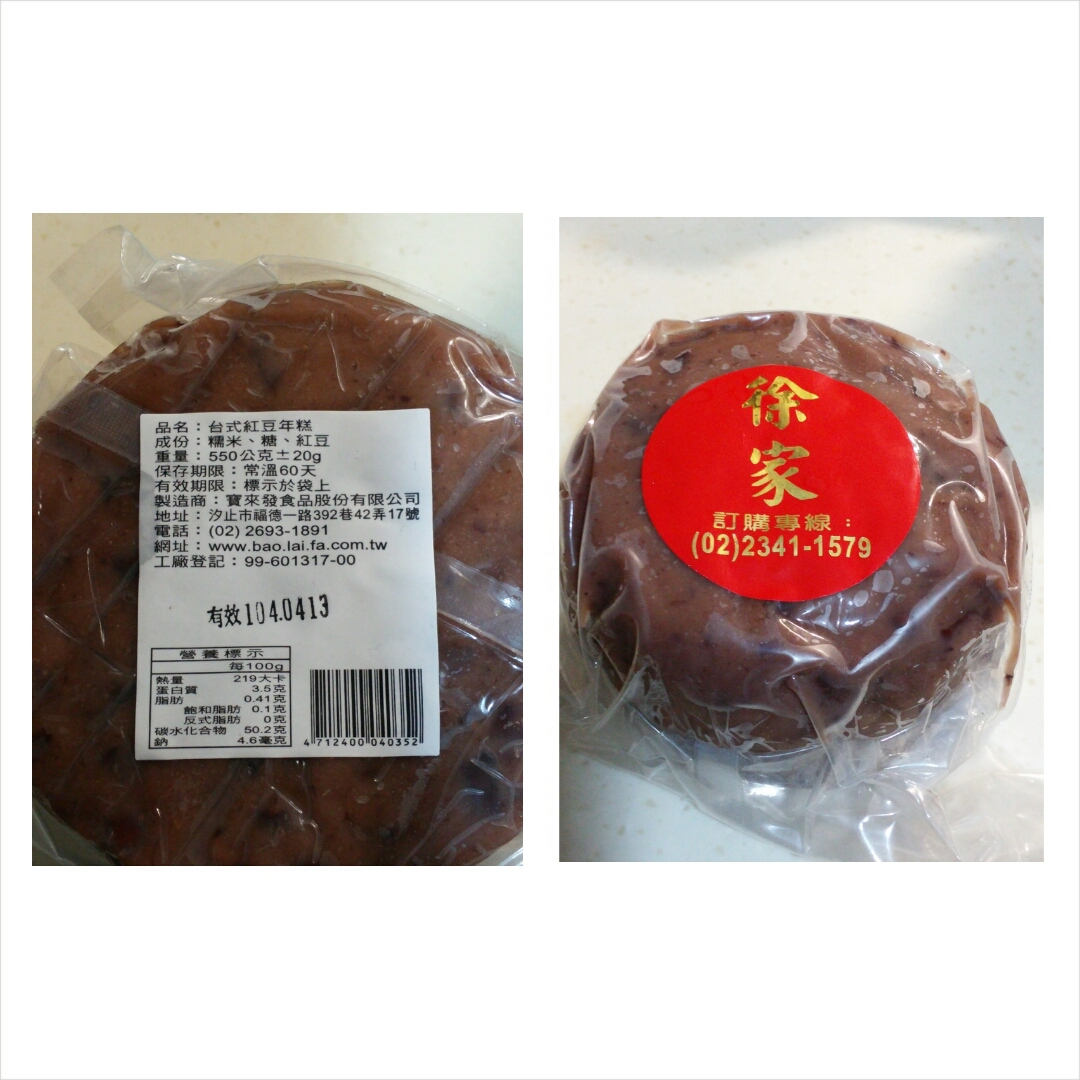 品名：台式紅豆年糕
成份：糯米、糖、紅豆
重量：550公克±20g
保存期限：常溫60天
有效期限：標示於袋上
製造商：寶來發食品股份有限公司
地址：汐止市福德一路392巷42弄17號
電話：(02) 2693-1891
網址：www.bao.lai.fa.com.tw
工廠登記：99-601317-00
有效104.0413
營養標示
每100g
熱量 219大卡
蛋白質 3.5克
脂肪 0.41克
飽和脂肪 0.1克
反式脂肪 0克
碳水化合物 50.2克
鈉 4.6毫克
4712400040352
徐
家
訂購專線：
(02)2341-1579